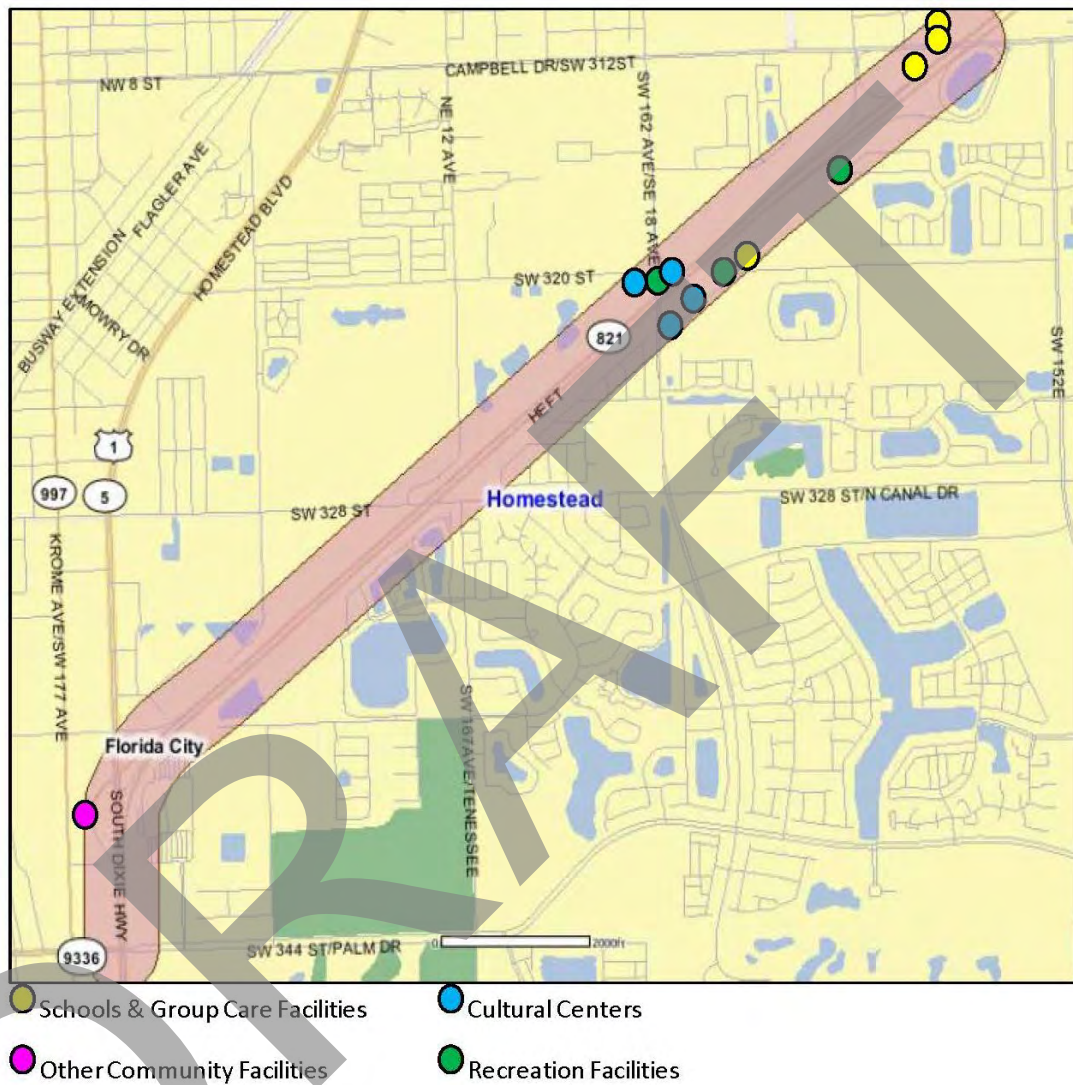 CAMPBELL DR/SW 312ST
NW 8 ST
NE 12 AVE
SW 162 AVE/SE 18 AVE
FLAGLER AVE
BUSWAY EXTENSION
HOMESTEAD BLVD
MOWRY DR
SW 320 ST
821
SW 152E
HEFT
1
997
5
Homestead
SW 328 ST/N CANAL DR
SW 328 ST
KROME AVE/SW 177 AVE
SW 167 AVE/TENESSEE
Florida City
SOUTH DIXIE HWY
SW 344 ST/PALM DR
0
2000ft
9336
DRAFT
Schools & Group Care Facilities
Cultural Centers
Other Community Facilities
Recreation Facilities